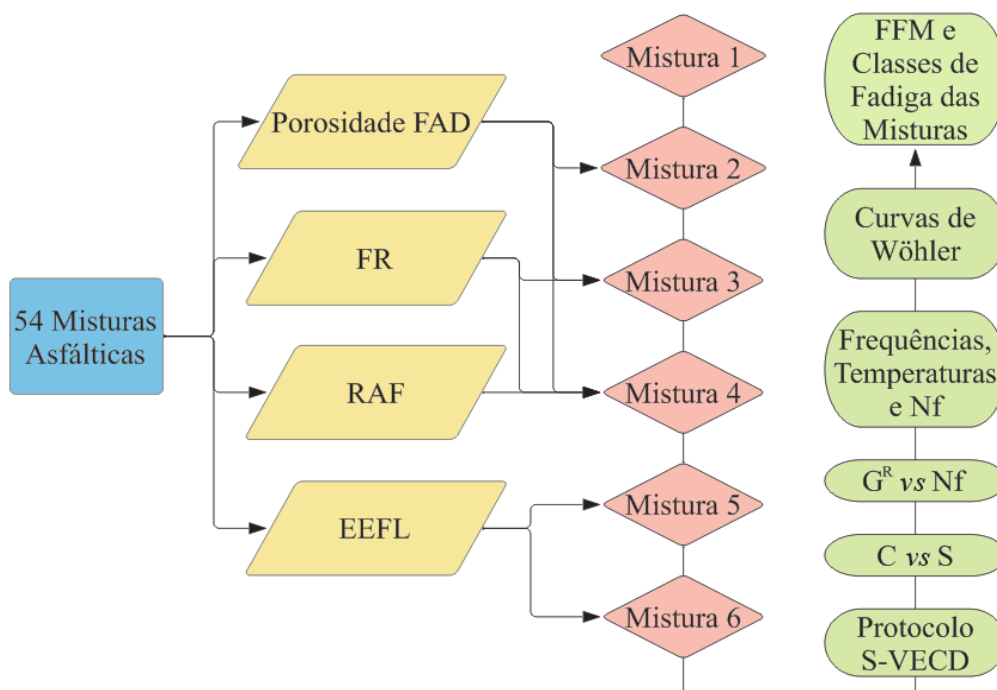 54 Misturas
Asfálticas
Porosidade FAD
FR
RAF
EEFL
Mistura 1
Mistura 2
Mistura 3
Mistura 4
Mistura 5
Mistura 6
FFM e
Classes de
Fadiga das
Misturas
Curvas de
Wöhler
Frequências,
Temperaturas
e Nf
Gᴿ vs Nf
C vs S
Protocolo
S-VECD